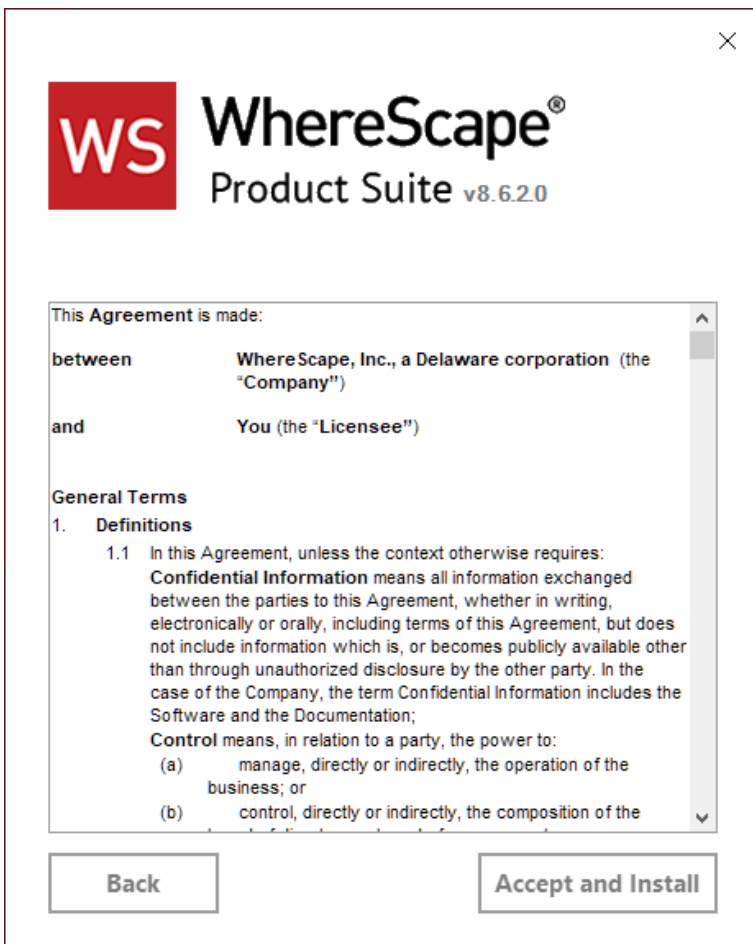 WS WhereScape®
Product Suite v8.6.2.0
This Agreement is made:
between WhereScape, Inc., a Delaware corporation (the
“Company”)
and You (the “Licensee”)
General Terms
1. Definitions
1.1 In this Agreement, unless the context otherwise requires:
Confidential Information means all information exchanged
between the parties to this Agreement, whether in writing,
electronically or orally, including terms of this Agreement, but does
not include information which is, or becomes publicly available other
than through unauthorized disclosure by the other party. In the
case of the Company, the term Confidential Information includes the
Software and the Documentation;
Control means, in relation to a party, the power to:
(a) manage, directly or indirectly, the operation of the
business; or
(b) control, directly or indirectly, the composition of the
Back Accept and Install